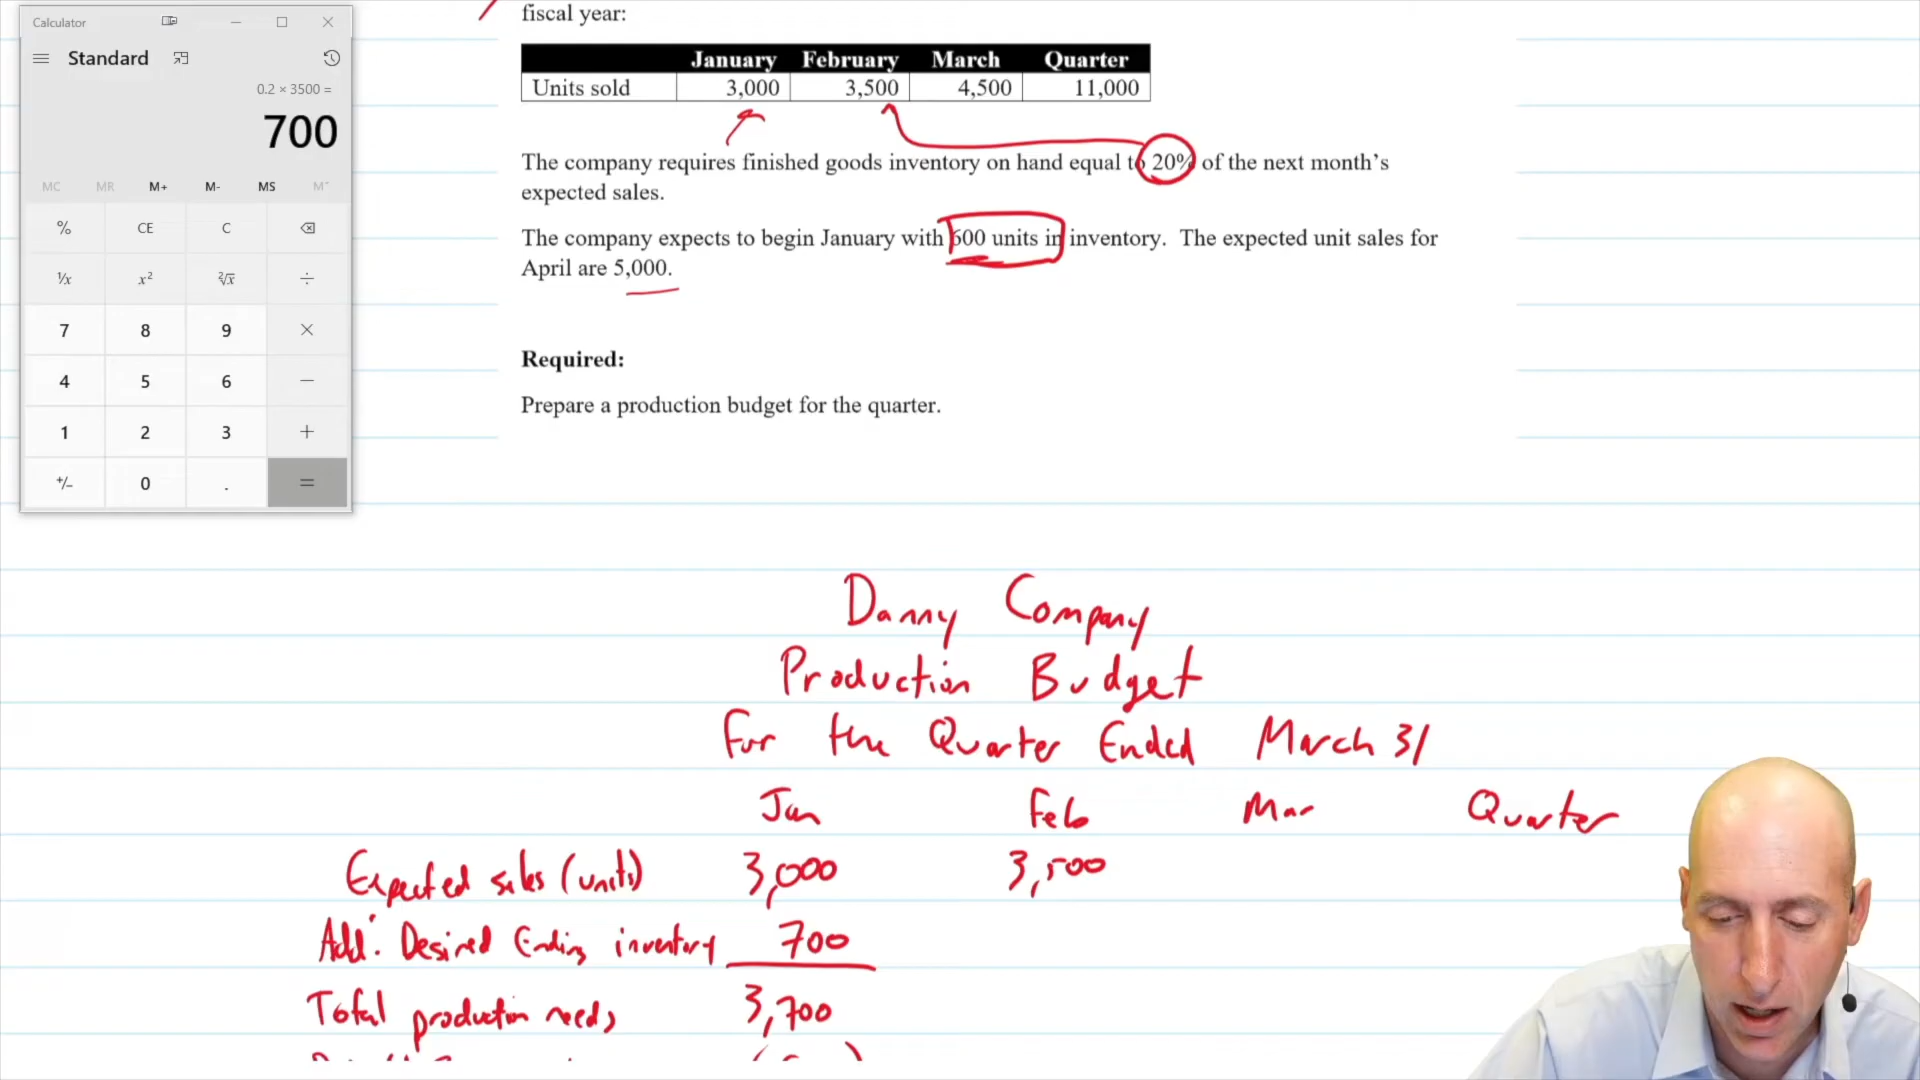 Calculator
Standard
0.2 × 3500 =
700
MC MR M+ M- MS M˅
% CE C
¹/x x² ²√x ÷
7 8 9 ×
4 5 6 −
1 2 3 +
+/− 0 . =
fiscal year:
January February March Quarter
Units sold 3,000 3,500 4,500 11,000
The company requires finished goods inventory on hand equal to 20% of the next month's
expected sales.
The company expects to begin January with 600 units in inventory. The expected unit sales for
April are 5,000.
Required:
Prepare a production budget for the quarter.
Danny Company
Production Budget
For the Quarter Ended March 31
Jan Feb Mar Quarter
Expected sales (units) 3,000 3,500
Add: Desired Ending inventory 700
Total production needs 3,700